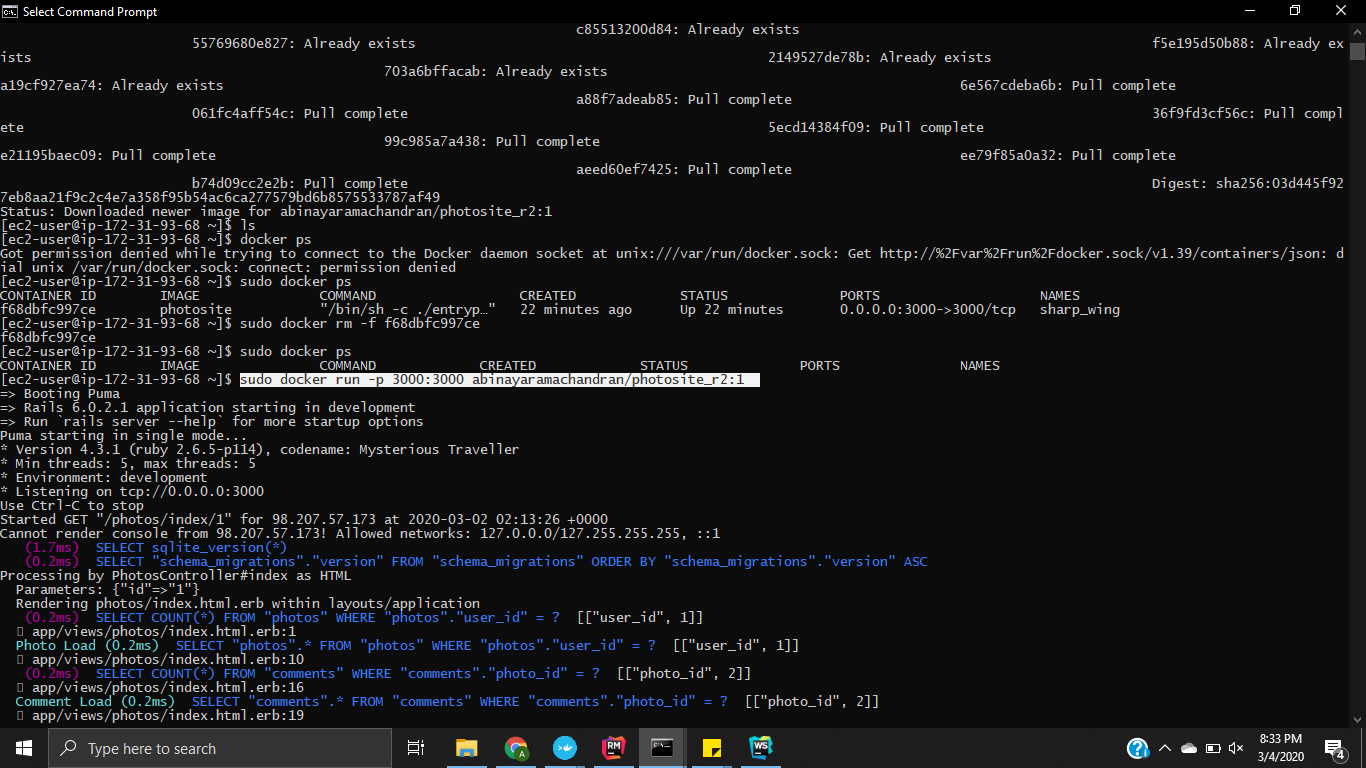 Select Command Prompt
c85513200d84: Already exists
55769680e827: Already exists f5e195d50b88: Already ex
ists 2149527de78b: Already exists
703a6bffacab: Already exists
a19cf927ea74: Already exists 6e567cdeba6b: Pull complete
a88f7adeab85: Pull complete
061fc4aff54c: Pull complete 36f9fd3cf56c: Pull compl
ete 5ecd14384f09: Pull complete
99c985a7a438: Pull complete
e21195baec09: Pull complete ee79f85a0a32: Pull complete
aeed60ef7425: Pull complete
b74d09cc2e2b: Pull complete Digest: sha256:03d445f92
7eb8aa21f9c2c4e7a358f95b54ac6ca277579bd6b8575533787af49
Status: Downloaded newer image for abinayaramachandran/photosite_r2:1
[ec2-user@ip-172-31-93-68 ~]$ ls
[ec2-user@ip-172-31-93-68 ~]$ docker ps
Got permission denied while trying to connect to the Docker daemon socket at unix:///var/run/docker.sock: Get http://%2Fvar%2Frun%2Fdocker.sock/v1.39/containers/json: d
ial unix /var/run/docker.sock: connect: permission denied
[ec2-user@ip-172-31-93-68 ~]$ sudo docker ps
CONTAINER ID IMAGE COMMAND CREATED STATUS PORTS NAMES
f68dbfc997ce photosite "/bin/sh -c ./entryp…" 22 minutes ago Up 22 minutes 0.0.0.0:3000->3000/tcp sharp_wing
[ec2-user@ip-172-31-93-68 ~]$ sudo docker rm -f f68dbfc997ce
f68dbfc997ce
[ec2-user@ip-172-31-93-68 ~]$ sudo docker ps
CONTAINER ID IMAGE COMMAND CREATED STATUS PORTS NAMES
[ec2-user@ip-172-31-93-68 ~]$ sudo docker run -p 3000:3000 abinayaramachandran/photosite_r2:1
=> Booting Puma
=> Rails 6.0.2.1 application starting in development
=> Run `rails server --help` for more startup options
Puma starting in single mode...
* Version 4.3.1 (ruby 2.6.5-p114), codename: Mysterious Traveller
* Min threads: 5, max threads: 5
* Environment: development
* Listening on tcp://0.0.0.0:3000
Use Ctrl-C to stop
Started GET "/photos/index/1" for 98.207.57.173 at 2020-03-02 02:13:26 +0000
Cannot render console from 98.207.57.173! Allowed networks: 127.0.0.0/127.255.255.255, ::1
(1.7ms) SELECT sqlite_version(*)
(0.2ms) SELECT "schema_migrations"."version" FROM "schema_migrations" ORDER BY "schema_migrations"."version" ASC
Processing by PhotosController#index as HTML
Parameters: {"id"=>"1"}
Rendering photos/index.html.erb within layouts/application
(0.2ms) SELECT COUNT(*) FROM "photos" WHERE "photos"."user_id" = ? [["user_id", 1]]
app/views/photos/index.html.erb:1
Photo Load (0.2ms) SELECT "photos".* FROM "photos" WHERE "photos"."user_id" = ? [["user_id", 1]]
app/views/photos/index.html.erb:10
(0.2ms) SELECT COUNT(*) FROM "comments" WHERE "comments"."photo_id" = ? [["photo_id", 2]]
app/views/photos/index.html.erb:16
Comment Load (0.2ms) SELECT "comments".* FROM "comments" WHERE "comments"."photo_id" = ? [["photo_id", 2]]
app/views/photos/index.html.erb:19
Type here to search
A
RM
WS
8:33 PM
3/4/2020
4